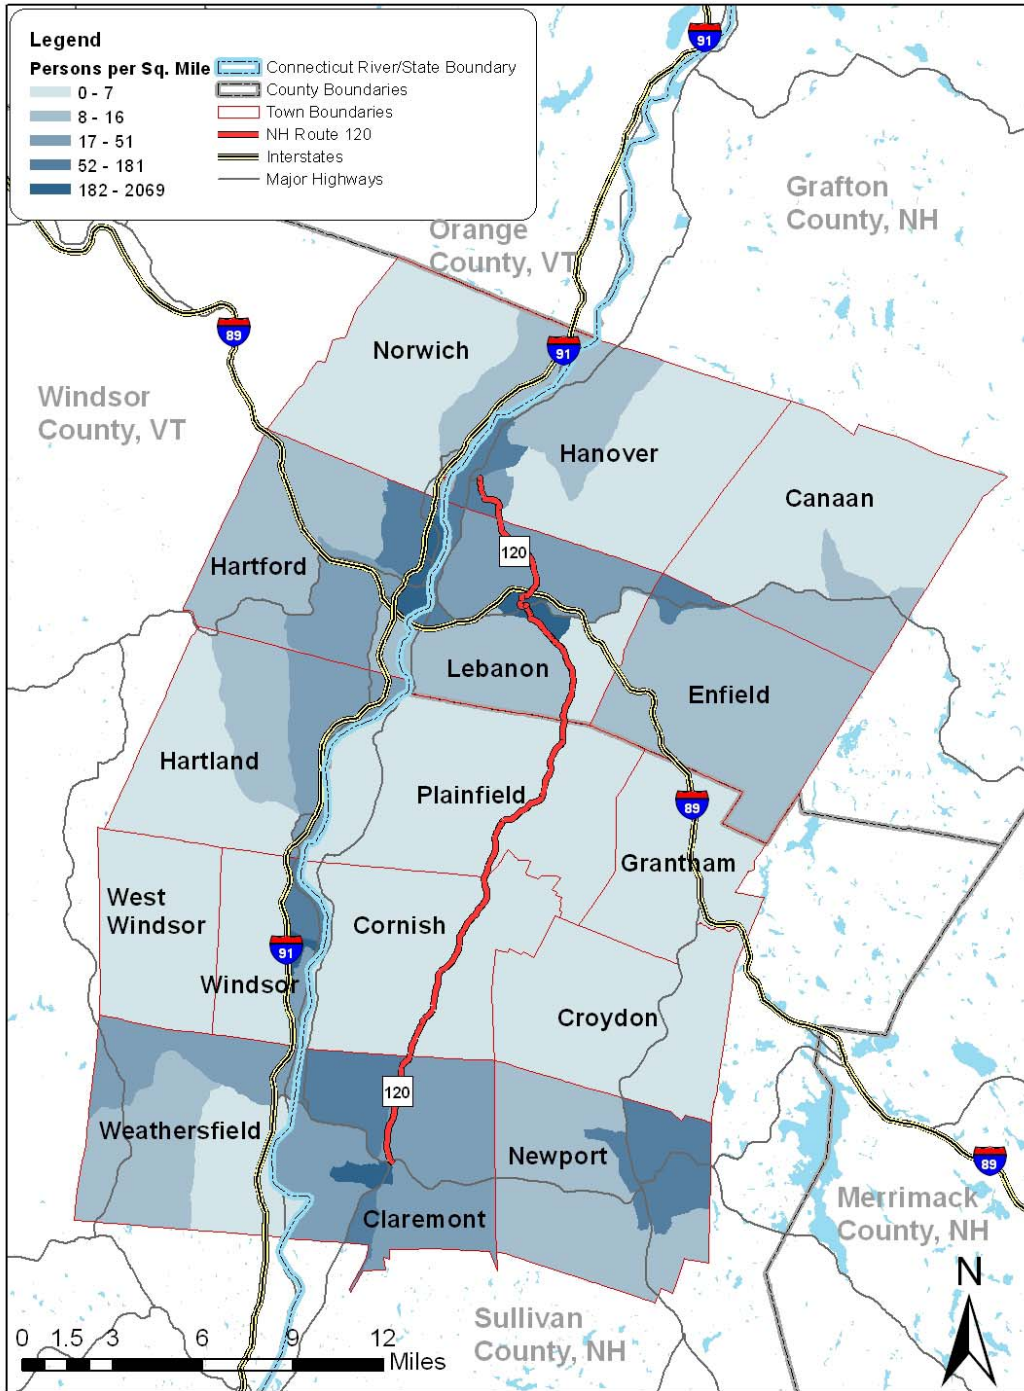 Legend
Persons per Sq. Mile
0 - 7
8 - 16
17 - 51
52 - 181
182 - 2069
Connecticut River/State Boundary
County Boundaries
Town Boundaries
NH Route 120
Interstates
Major Highways
91
Grafton
County, NH
Orange
County, VT
89
91
Norwich
Windsor
County, VT
Hanover
Canaan
120
Hartford
Lebanon
Enfield
Hartland
Plainfield
89
Grantham
West
Windsor
Cornish
91
Windsor
Croydon
120
Weathersfield
Newport
89
Claremont
Merrimack
County, NH
N
Sullivan
County, NH
0 1.5 3 6 9 12
Miles